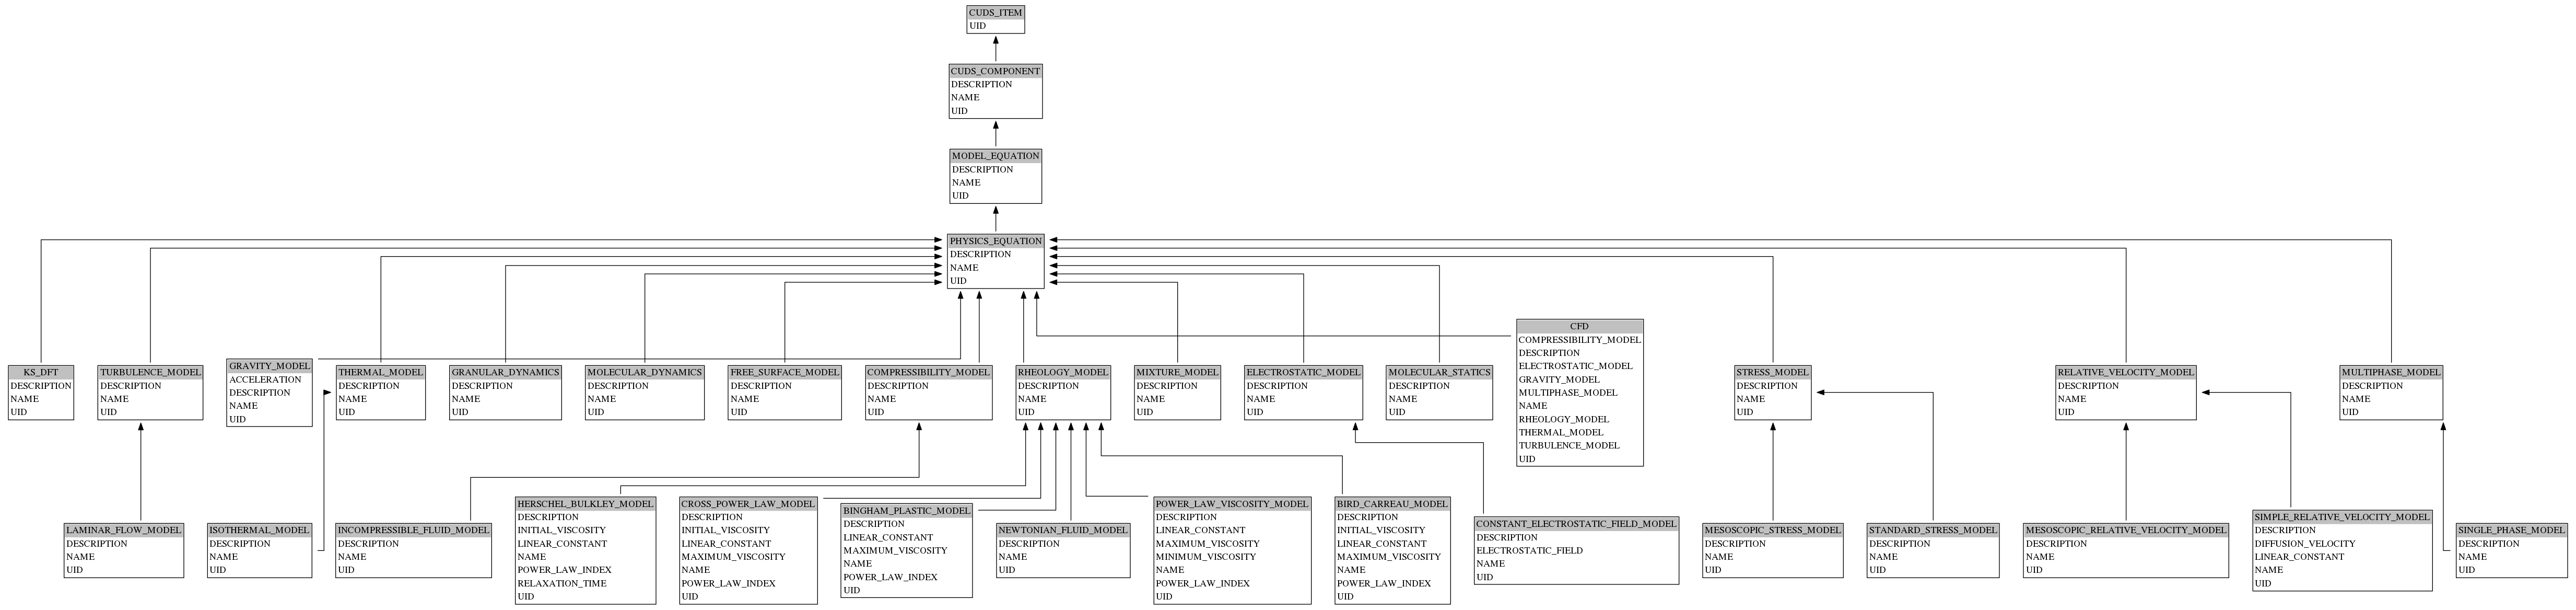 CUDS_ITEM
UID
CUDS_COMPONENT
DESCRIPTION
NAME
UID
MODEL_EQUATION
DESCRIPTION
NAME
UID
PHYSICS_EQUATION
DESCRIPTION
NAME
UID
KS_DFT
DESCRIPTION
NAME
UID
TURBULENCE_MODEL
DESCRIPTION
NAME
UID
GRAVITY_MODEL
ACCELERATION
DESCRIPTION
NAME
UID
THERMAL_MODEL
DESCRIPTION
NAME
UID
GRANULAR_DYNAMICS
DESCRIPTION
NAME
UID
MOLECULAR_DYNAMICS
DESCRIPTION
NAME
UID
FREE_SURFACE_MODEL
DESCRIPTION
NAME
UID
COMPRESSIBILITY_MODEL
DESCRIPTION
NAME
UID
RHEOLOGY_MODEL
DESCRIPTION
NAME
UID
MIXTURE_MODEL
DESCRIPTION
NAME
UID
ELECTROSTATIC_MODEL
DESCRIPTION
NAME
UID
MOLECULAR_STATICS
DESCRIPTION
NAME
UID
CFD
COMPRESSIBILITY_MODEL
DESCRIPTION
ELECTROSTATIC_MODEL
GRAVITY_MODEL
MULTIPHASE_MODEL
NAME
RHEOLOGY_MODEL
THERMAL_MODEL
TURBULENCE_MODEL
UID
STRESS_MODEL
DESCRIPTION
NAME
UID
RELATIVE_VELOCITY_MODEL
DESCRIPTION
NAME
UID
MULTIPHASE_MODEL
DESCRIPTION
NAME
UID
LAMINAR_FLOW_MODEL
DESCRIPTION
NAME
UID
ISOTHERMAL_MODEL
DESCRIPTION
NAME
UID
INCOMPRESSIBLE_FLUID_MODEL
DESCRIPTION
NAME
UID
HERSCHEL_BULKLEY_MODEL
DESCRIPTION
INITIAL_VISCOSITY
LINEAR_CONSTANT
NAME
POWER_LAW_INDEX
RELAXATION_TIME
UID
CROSS_POWER_LAW_MODEL
DESCRIPTION
INITIAL_VISCOSITY
LINEAR_CONSTANT
MAXIMUM_VISCOSITY
NAME
POWER_LAW_INDEX
UID
BINGHAM_PLASTIC_MODEL
DESCRIPTION
LINEAR_CONSTANT
MAXIMUM_VISCOSITY
NAME
POWER_LAW_INDEX
UID
NEWTONIAN_FLUID_MODEL
DESCRIPTION
NAME
UID
POWER_LAW_VISCOSITY_MODEL
DESCRIPTION
LINEAR_CONSTANT
MAXIMUM_VISCOSITY
MINIMUM_VISCOSITY
NAME
POWER_LAW_INDEX
UID
BIRD_CARREAU_MODEL
DESCRIPTION
INITIAL_VISCOSITY
LINEAR_CONSTANT
MAXIMUM_VISCOSITY
NAME
POWER_LAW_INDEX
UID
CONSTANT_ELECTROSTATIC_FIELD_MODEL
DESCRIPTION
ELECTROSTATIC_FIELD
NAME
UID
MESOSCOPIC_STRESS_MODEL
DESCRIPTION
NAME
UID
STANDARD_STRESS_MODEL
DESCRIPTION
NAME
UID
MESOSCOPIC_RELATIVE_VELOCITY_MODEL
DESCRIPTION
NAME
UID
SIMPLE_RELATIVE_VELOCITY_MODEL
DESCRIPTION
DIFFUSION_VELOCITY
LINEAR_CONSTANT
NAME
UID
SINGLE_PHASE_MODEL
DESCRIPTION
NAME
UID